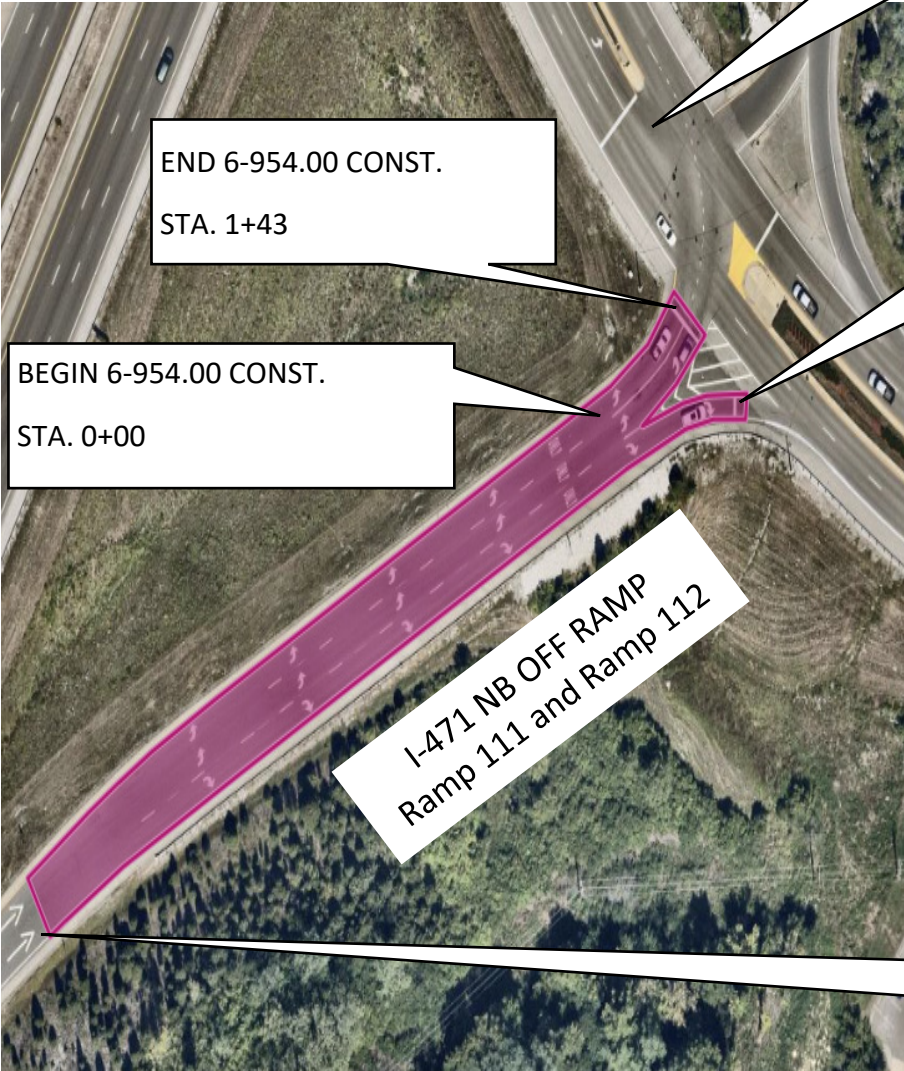 END 6-954.00 CONST.
STA. 1+43
BEGIN 6-954.00 CONST.
STA. 0+00
I-471 NB OFF RAMP
Ramp 111 and Ramp 112